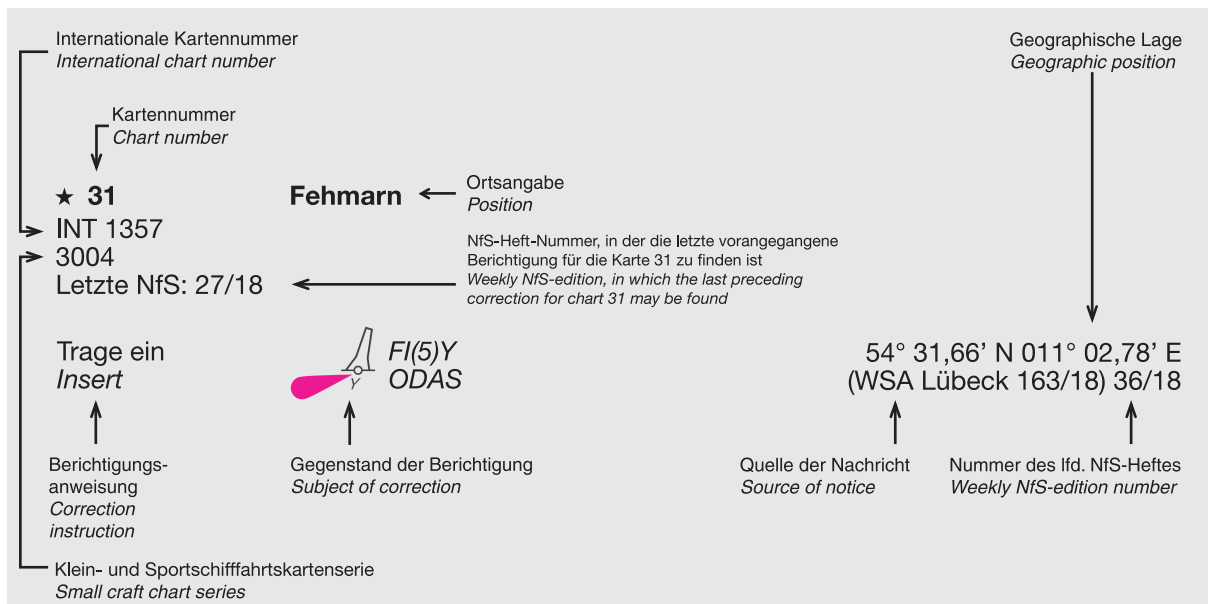 Internationale Kartennummer
International chart number
Geographische Lage
Geographic position
Kartennummer
Chart number
★ 31
Fehmarn
Ortsangabe
Position
INT 1357
3004
Letzte NfS: 27/18
NfS-Heft-Nummer, in der die letzte vorangegangene
Berichtigung für die Karte 31 zu finden ist
Weekly NfS-edition, in which the last preceding
correction for chart 31 may be found
Trage ein
Insert
Y
Fl(5)Y
ODAS
54° 31,66’ N 011° 02,78’ E
(WSA Lübeck 163/18) 36/18
Berichtigungs-
anweisung
Correction
instruction
Gegenstand der Berichtigung
Subject of correction
Quelle der Nachricht
Source of notice
Nummer des lfd. NfS-Heftes
Weekly NfS-edition number
Klein- und Sportschifffahrtskartenserie
Small craft chart series